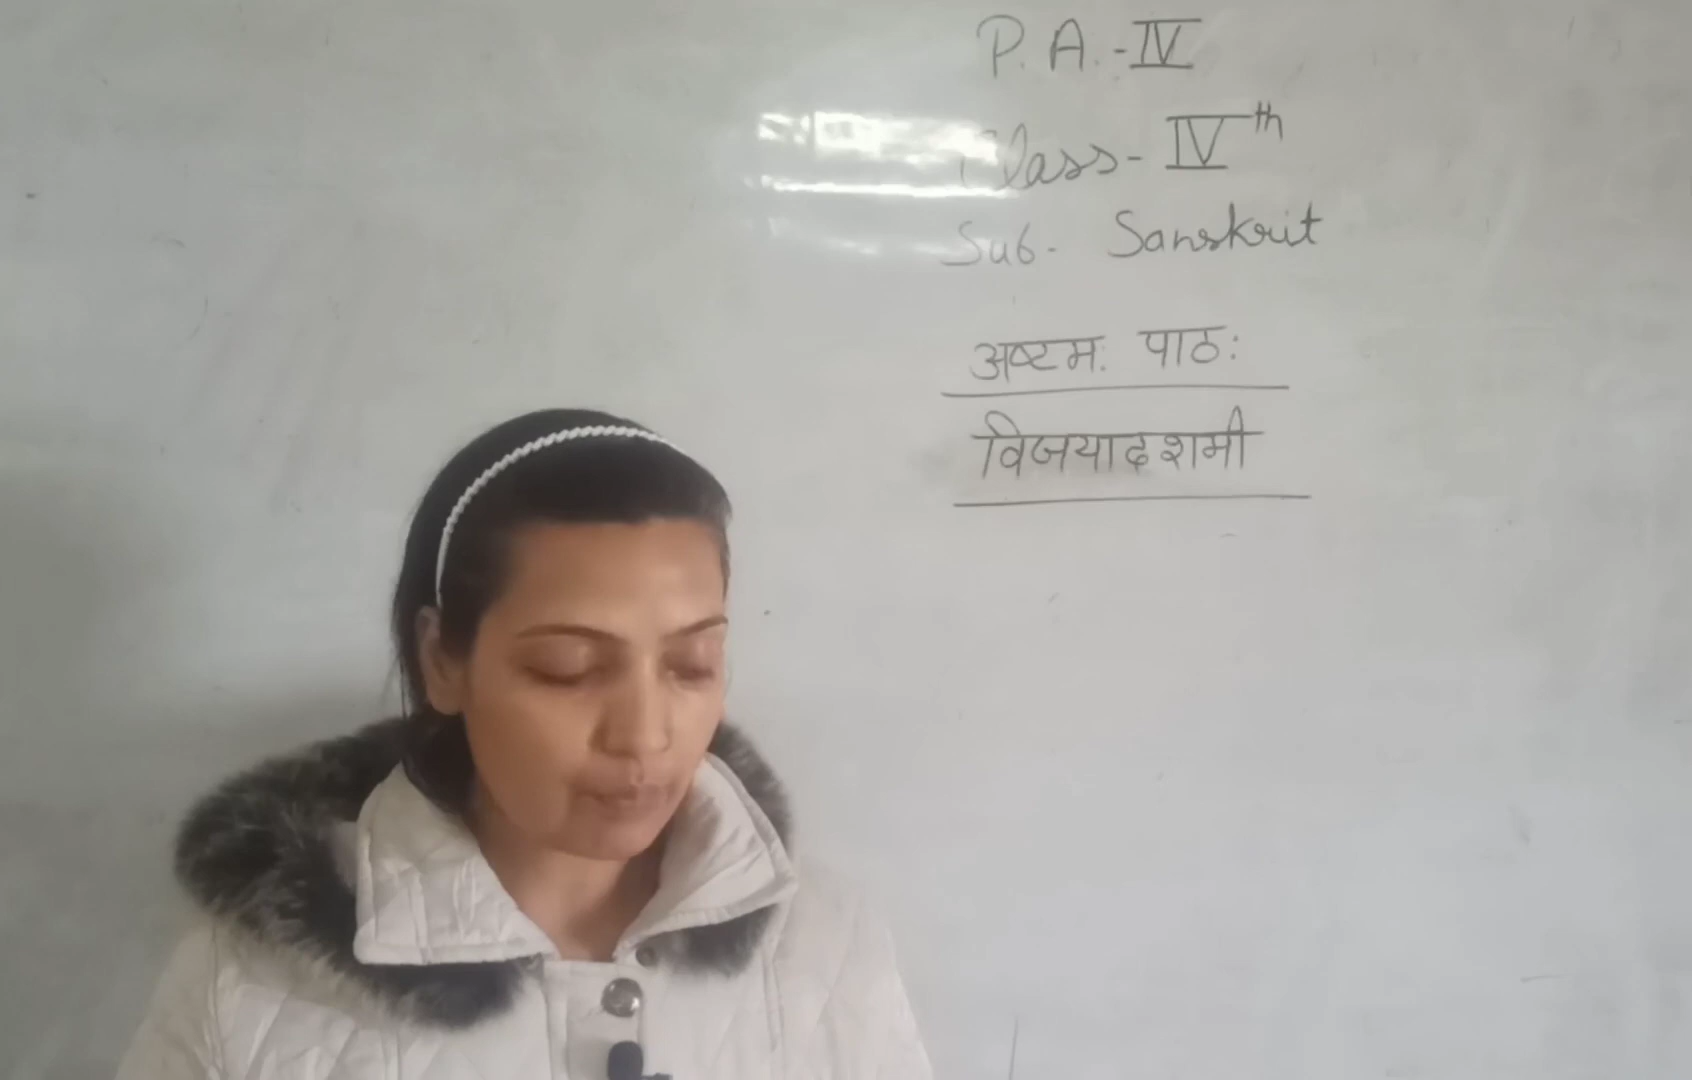 P. A. - IV
Class - IVth
Sub - Sanskrit
अष्टमः पाठः
विजयादशमी